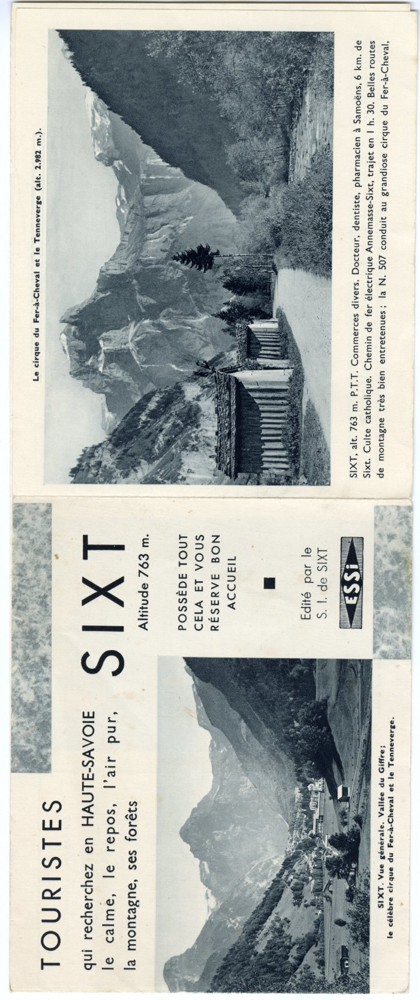 TOURISTES
qui recherchez en HAUTE-SAVOIE
le calme, le repos, l'air pur,
la montagne, ses forêts
SIXT
Altitude 763 m.
POSSÈDE TOUT
CELA ET VOUS
RÉSERVE BON
ACCUEIL
Edité par le
S. I. de SIXT
ESSI
SIXT. Vue générale. Vallée du Giffre;
le célèbre cirque du Fer-à-Cheval et le Tenneverge.
Le cirque du Fer-à-Cheval et le Tenneverge (alt. 2.982 m.).
SIXT, alt. 763 m. P.T.T. Commerces divers. Docteur, dentiste, pharmacien à Samoëns, 6 km. de
Sixt. Culte catholique. Chemin de fer électrique Annemasse-Sixt, trajet en 1 h. 30. Belles routes
de montagne très bien entretenues ; la N. 507 conduit au grandiose cirque du Fer-à-Cheval,